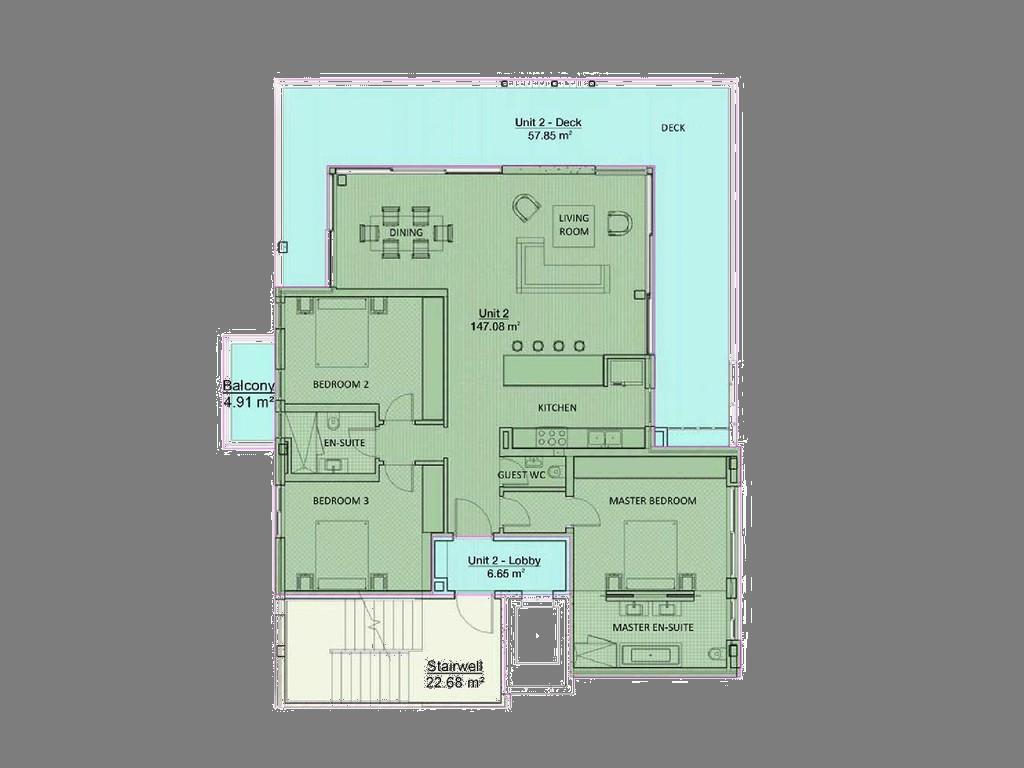 Unit 2 - Deck
57.85 m²
DECK
LIVING
ROOM
DINING
Unit 2
147.08 m²
BEDROOM 2
Balcony
4.91 m²
KITCHEN
EN-SUITE
GUEST WC
BEDROOM 3
MASTER BEDROOM
Unit 2 - Lobby
6.65 m²
MASTER EN-SUITE
Stairwell
22.68 m²